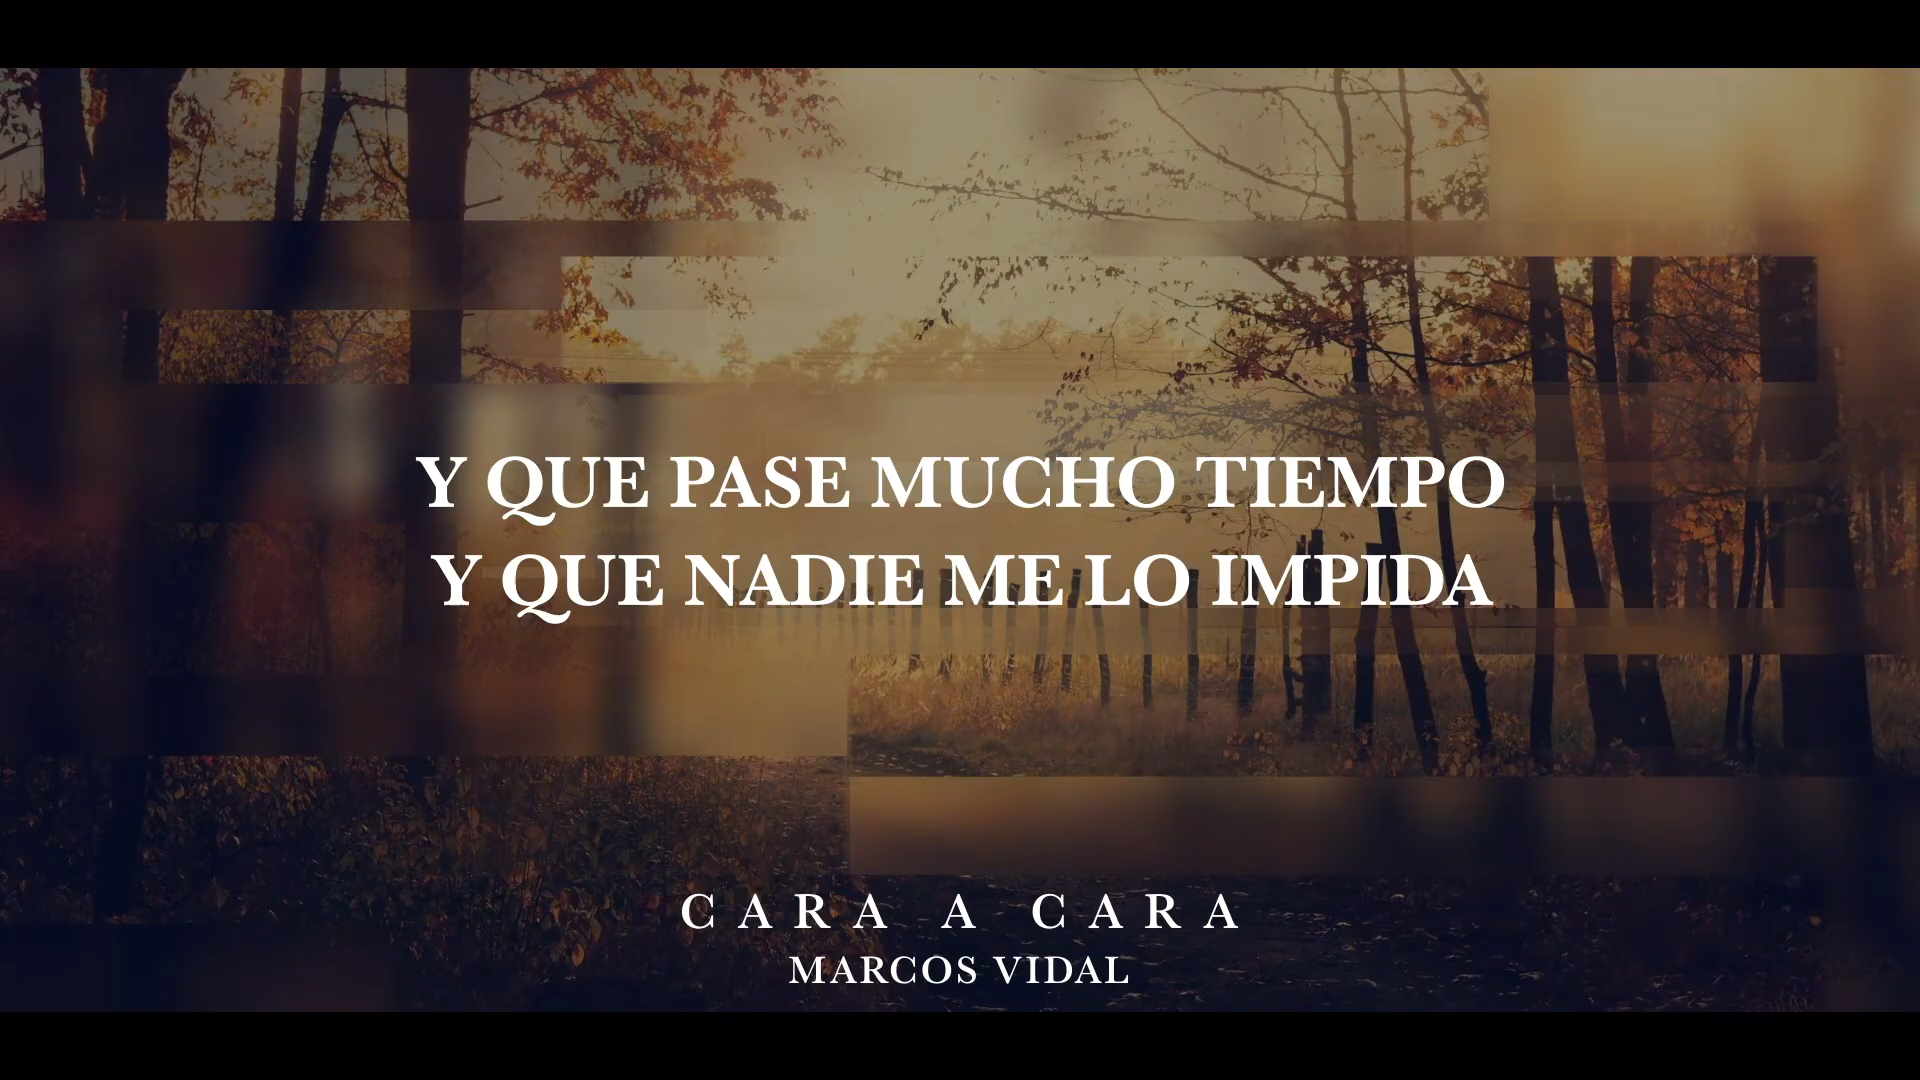 Y QUE PASE MUCHO TIEMPO
Y QUE NADIE ME LO IMPIDA
CARA A CARA
MARCOS VIDAL